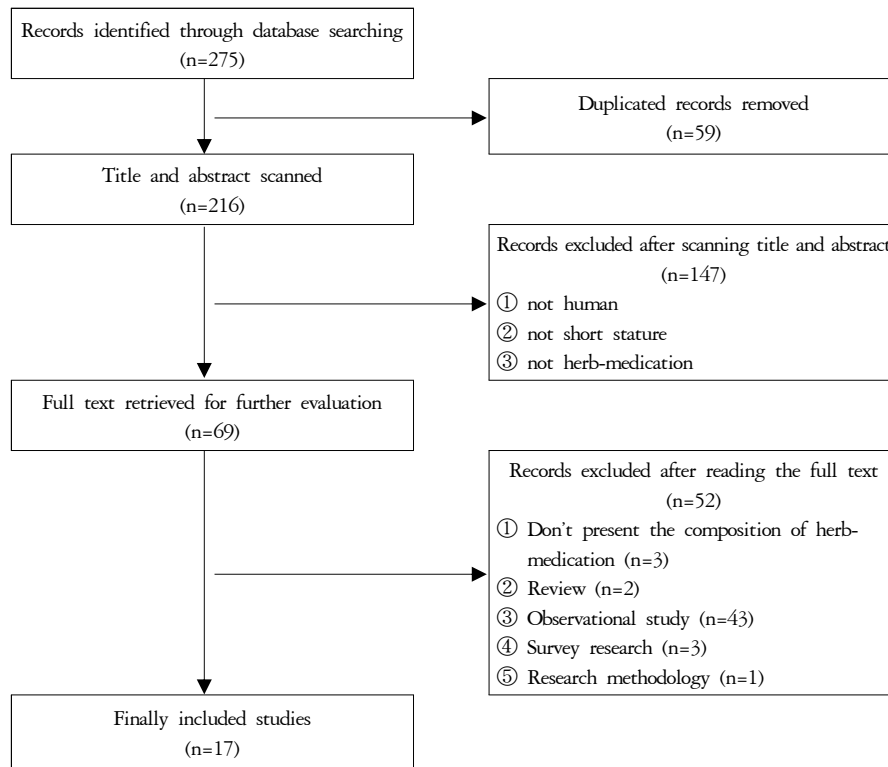 Records identified through database searching
(n=275)
Duplicated records removed
(n=59)
Title and abstract scanned
(n=216)
Records excluded after scanning title and abstract
(n=147)
① not human
② not short stature
③ not herb-medication
Full text retrieved for further evaluation
(n=69)
Records excluded after reading the full text
(n=52)
① Don't present the composition of herb-
medication (n=3)
② Review (n=2)
③ Observational study (n=43)
④ Survey research (n=3)
⑤ Research methodology (n=1)
Finally included studies
(n=17)